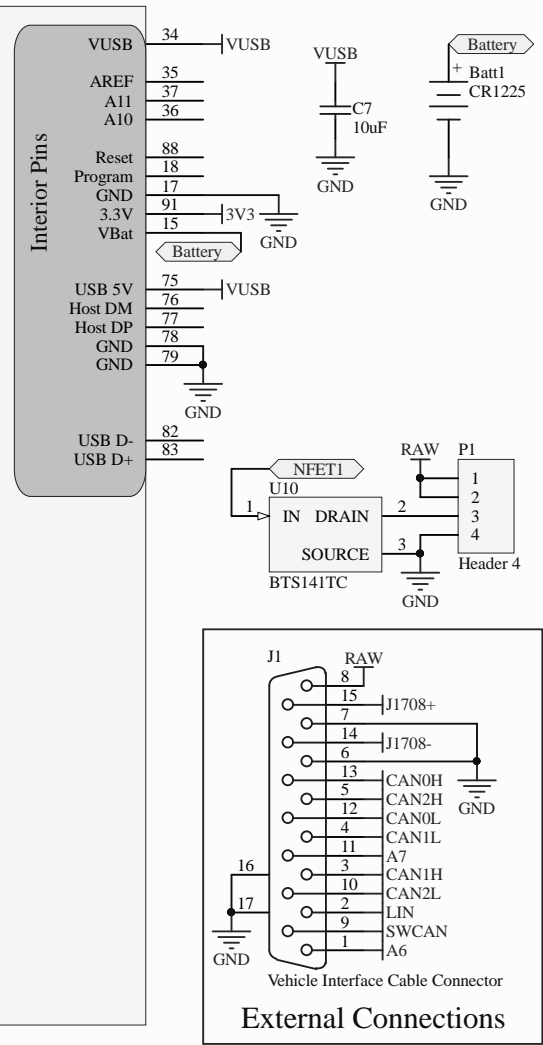 Interior Pins
VUSB 34 VUSB
AREF 35
A11 37
A10 36
Reset 88
Program 18
GND 17
3.3V 91 3V3
GND
VBat 15
Battery
USB 5V 75 VUSB
Host DM 76
Host DP 77
GND 78
GND 79
GND
USB D- 82
USB D+ 83
VUSB
C7
10uF
GND
Battery
+ Batt1
CR1225
GND
NFET1
U10
1 IN DRAIN 2
SOURCE 3
BTS141TC
RAW P1
1
2
3
4
Header 4
GND
J1
RAW
8
15 J1708+
7
14 J1708-
6
13 CAN0H
5 CAN2H
12 CAN0L
4 CAN1L
11 A7
3 CAN1H
10 CAN2L
2 LIN
9 SWCAN
1 A6
GND
16
17
GND
Vehicle Interface Cable Connector
External Connections